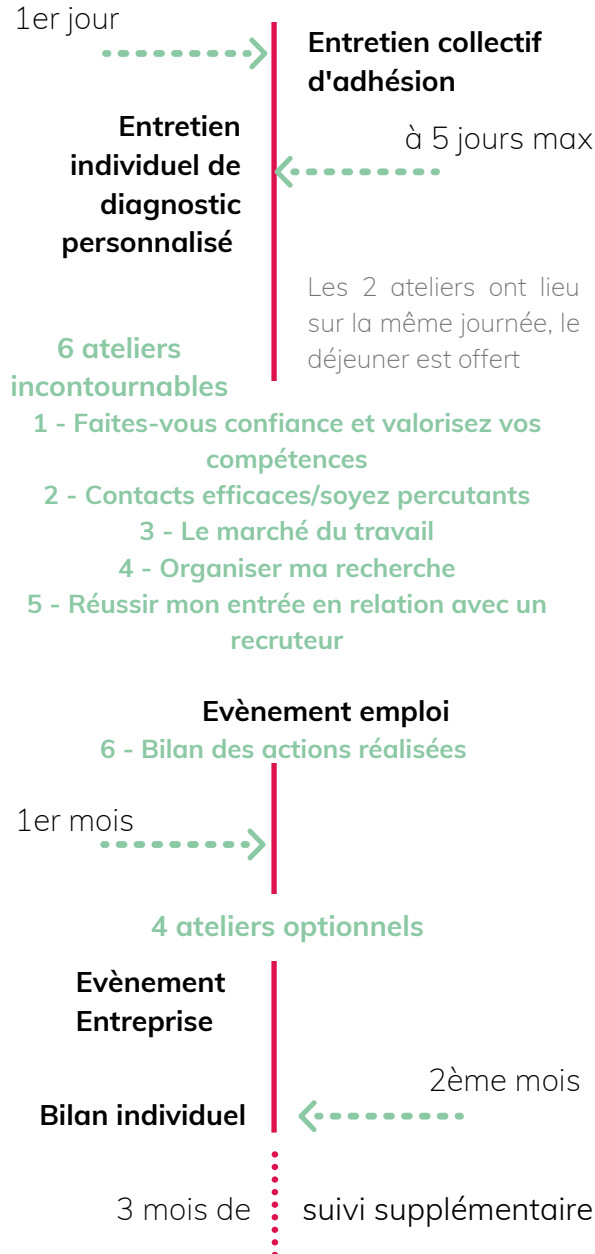 1er jour
Entretien collectif
d'adhésion
Entretien
individuel de
diagnostic
personnalisé
à 5 jours max
Les 2 ateliers ont lieu
sur la même journée, le
déjeuner est offert
6 ateliers
incontournables
1 - Faites-vous confiance et valorisez vos
compétences
2 - Contacts efficaces/soyez percutants
3 - Le marché du travail
4 - Organiser ma recherche
5 - Réussir mon entrée en relation avec un
recruteur
Evènement emploi
6 - Bilan des actions réalisées
1er mois
4 ateliers optionnels
Evènement
Entreprise
2ème mois
Bilan individuel
3 mois de suivi supplémentaire